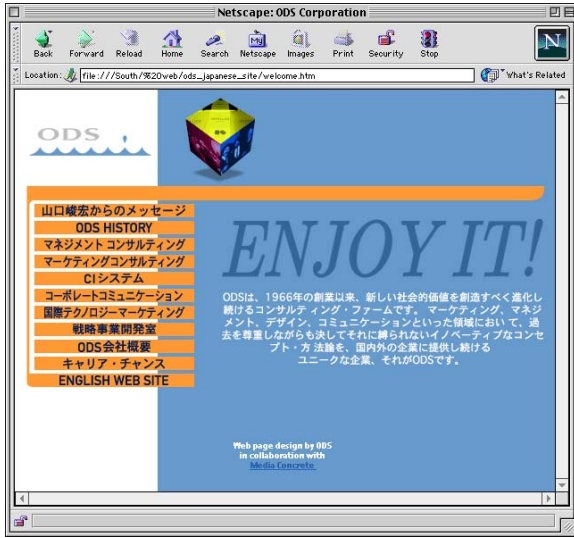 Netscape: ODS Corporation
Back Forward Reload Home Search Netscape Images Print Security Stop
My
N
Location: file:///South/%20web/ods_japanese_site/welcome.htm What's Related
ODS
山口峻宏からのメッセージ
ODS HISTORY
マネジメント コンサルティング
マーケティングコンサルティング
CIシステム
コーポレートコミュニケーション
国際テクノロジーマーケティング
戦略事業開発室
ODS会社概要
キャリア・チャンス
ENGLISH WEB SITE
ENJOY IT!
ODSは、1966年の創業以来、新しい社会的価値を創造すべく進化し
続けるコンサルティング・ファームです。 マーケティング、マネジ
メント、デザイン、コミュニケーションといった領域において、過
去を尊重しながらも決してそれに縛られないイノベーティブなコンセ
プト・方 法論を、国内外の企業に提供し続ける
ユニークな企業、それがODSです。
Web page design by ODS
in collaboration with
Media Concrete